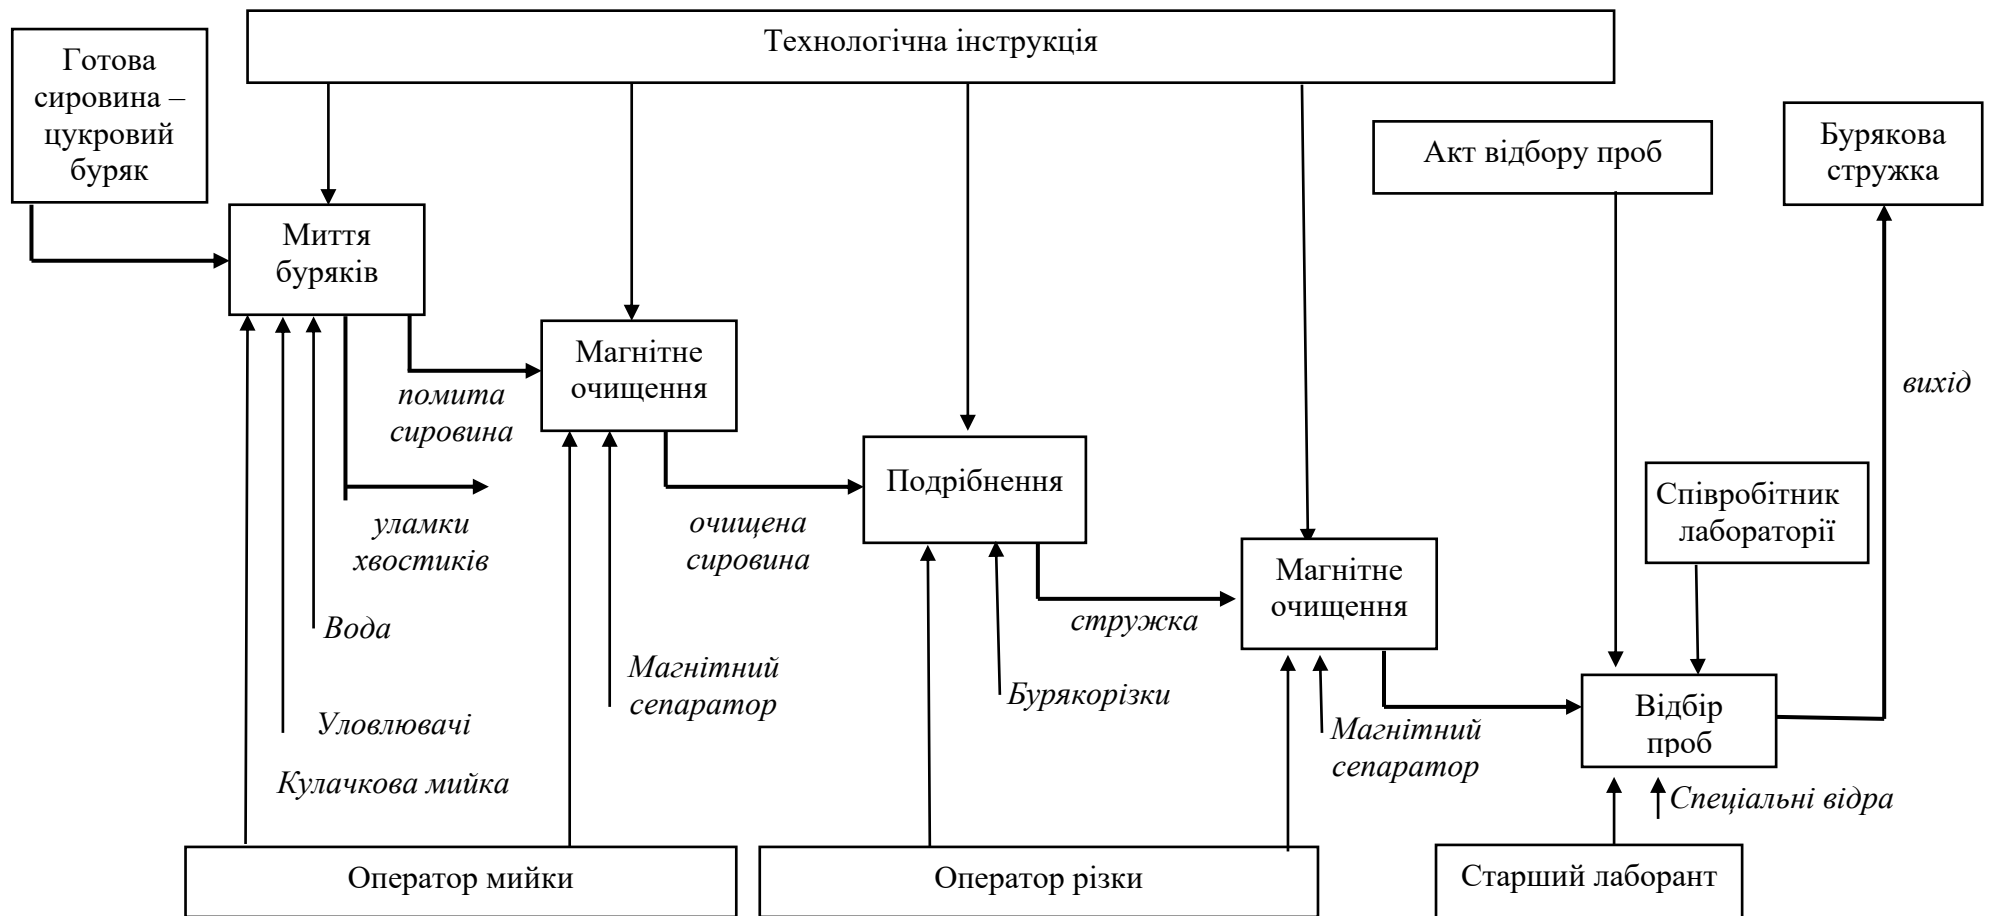 Технологічна інструкція
Готова
сировина –
цукровий
буряк
Акт відбору проб
Бурякова
стружка
Миття
буряків
Магнітне
очищення
помита
сировина
вихід
Подрібнення
Співробітник
лабораторії
уламки
хвостиків
очищена
сировина
Магнітне
очищення
стружка
Вода
Магнітний
сепаратор
Бурякорізки
Уловлювачі
Магнітний
сепаратор
Відбір
проб
Кулачкова мийка
Спеціальні відра
Оператор мийки
Оператор різки
Старший лаборант